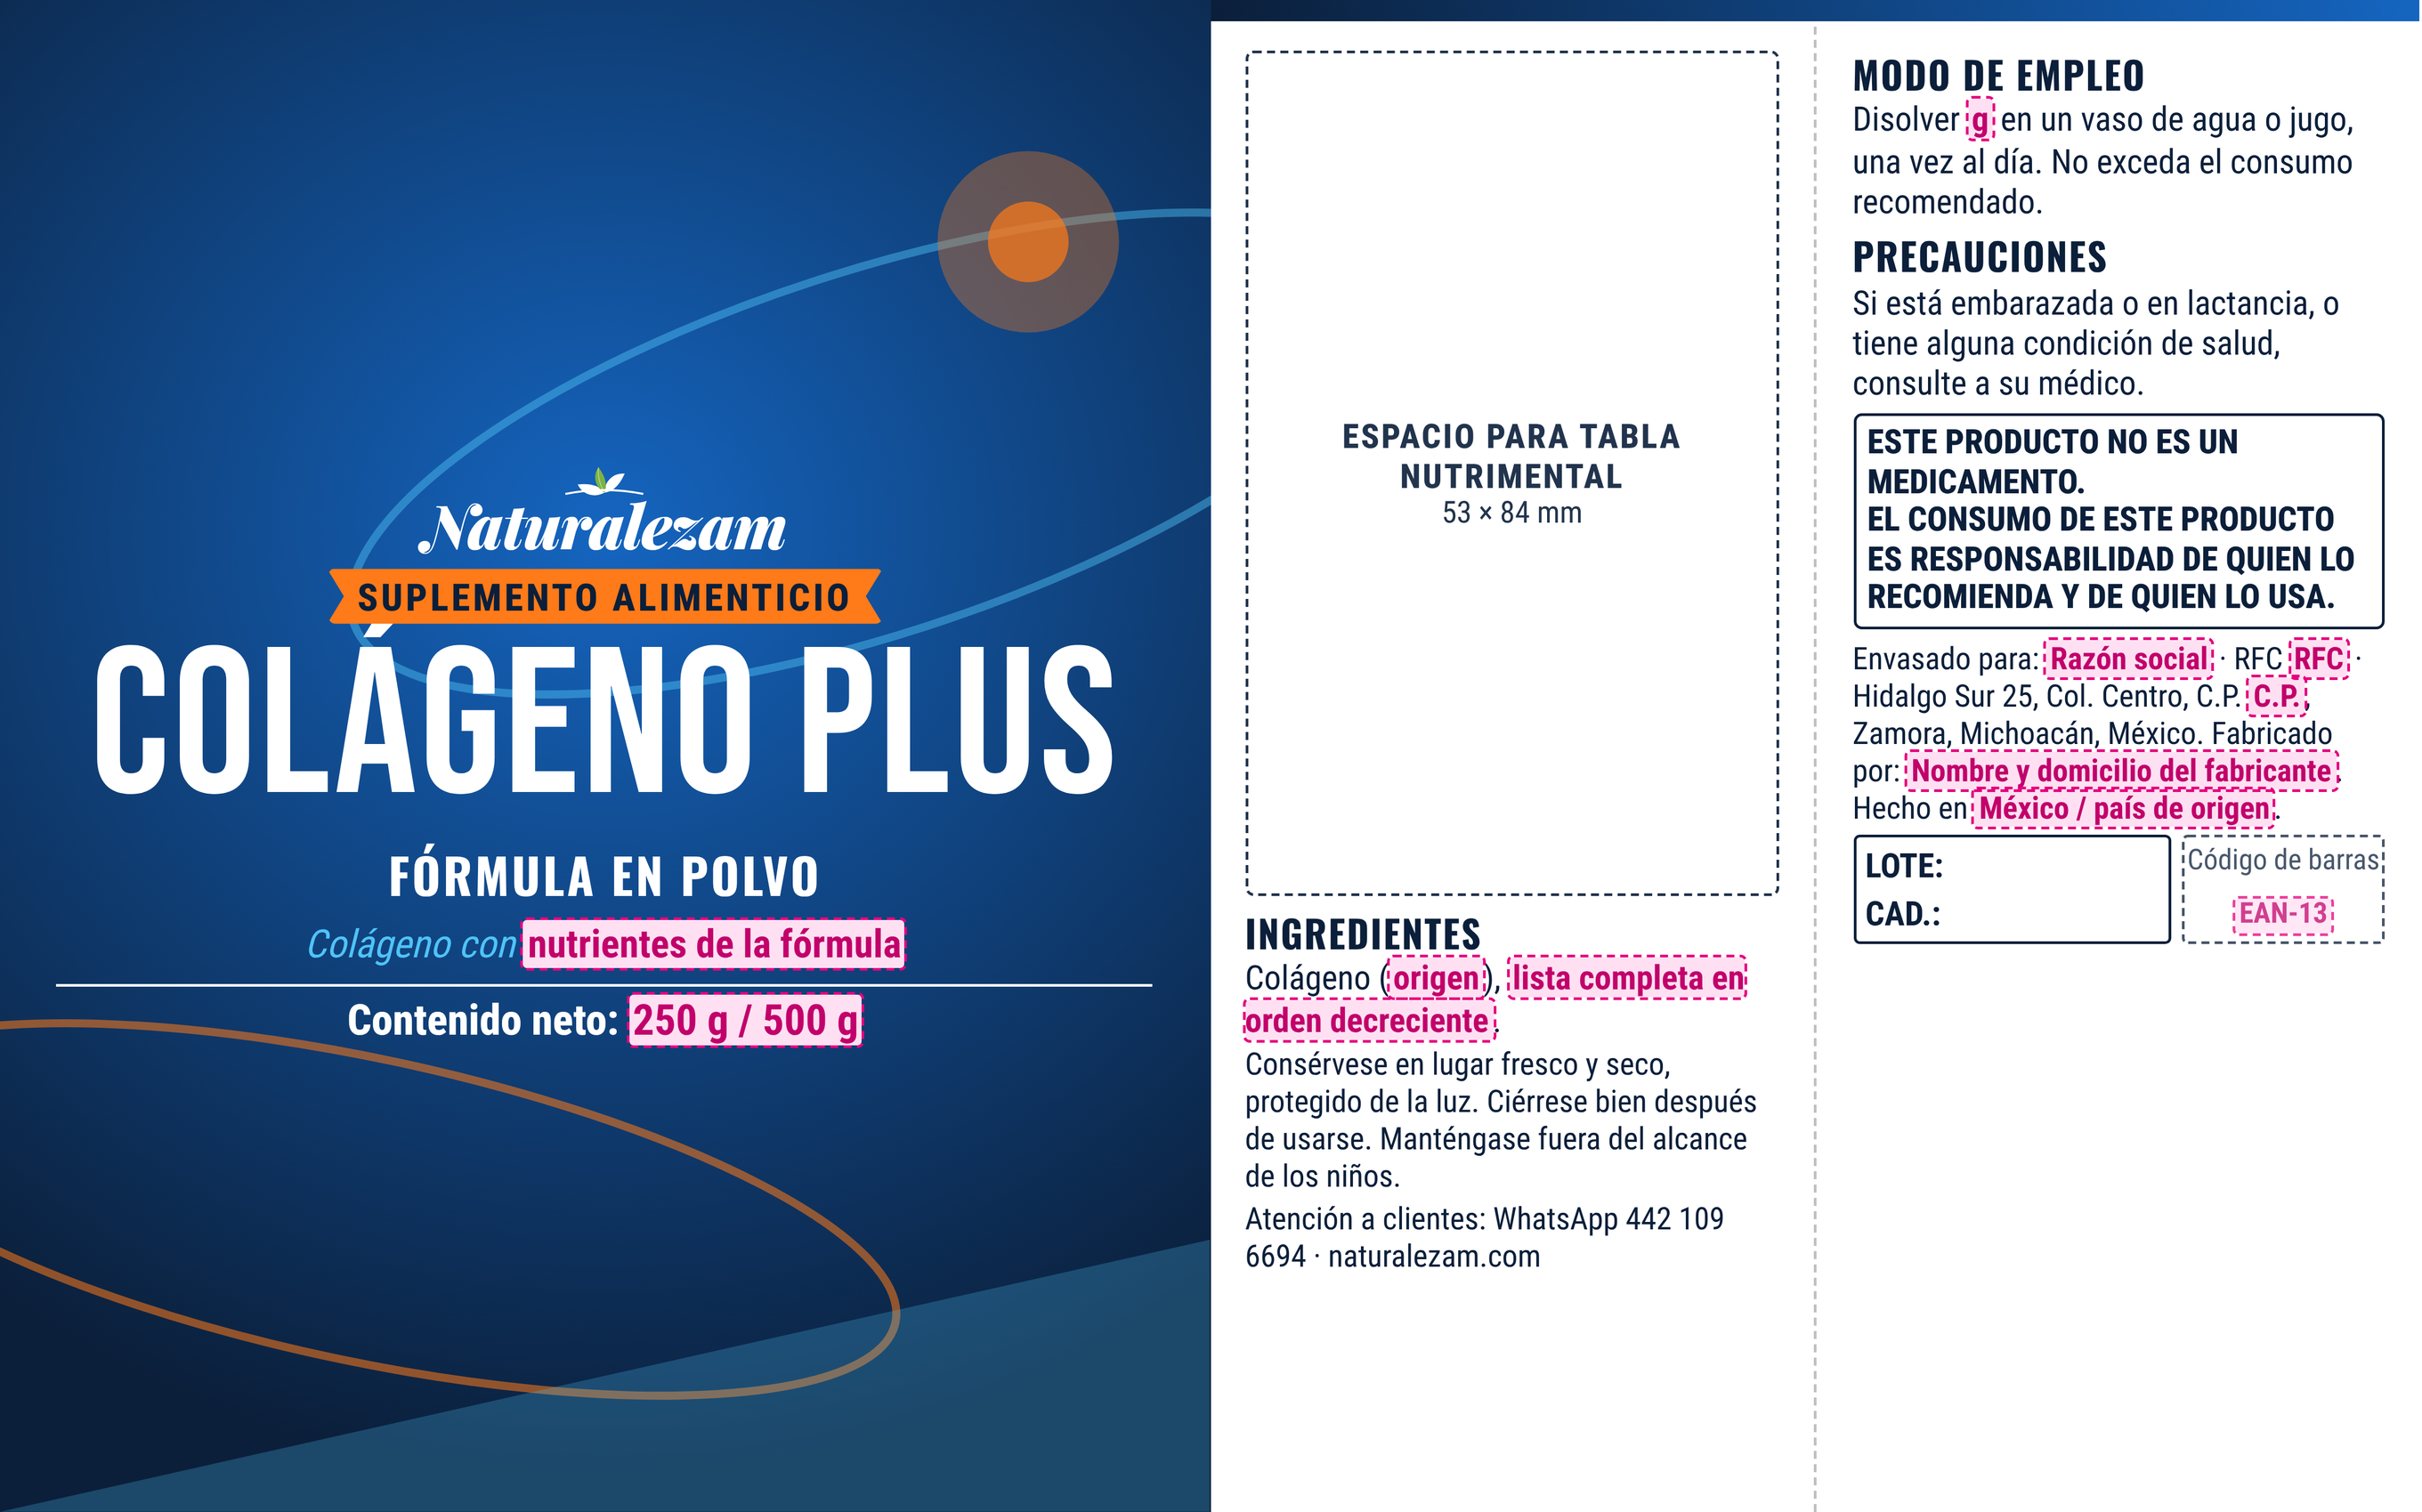 Naturalezam
SUPLEMENTO ALIMENTICIO
COLÁGENO PLUS
FÓRMULA EN POLVO
Colágeno con nutrientes de la fórmula
Contenido neto: 250 g / 500 g
ESPACIO PARA TABLA
NUTRIMENTAL
53 × 84 mm
INGREDIENTES
Colágeno (origen), lista completa en
orden decreciente.
Consérvese en lugar fresco y seco,
protegido de la luz. Ciérrese bien después
de usarse. Manténgase fuera del alcance
de los niños.
Atención a clientes: WhatsApp 442 109
6694 · naturalezam.com
MODO DE EMPLEO
Disolver g en un vaso de agua o jugo,
una vez al día. No exceda el consumo
recomendado.
PRECAUCIONES
Si está embarazada o en lactancia, o
tiene alguna condición de salud,
consulte a su médico.
ESTE PRODUCTO NO ES UN
MEDICAMENTO.
EL CONSUMO DE ESTE PRODUCTO
ES RESPONSABILIDAD DE QUIEN LO
RECOMIENDA Y DE QUIEN LO USA.
Envasado para: Razón social · RFC RFC ·
Hidalgo Sur 25, Col. Centro, C.P. C.P.,
Zamora, Michoacán, México. Fabricado
por: Nombre y domicilio del fabricante.
Hecho en México / país de origen.
LOTE:
CAD.:
Código de barras
EAN-13